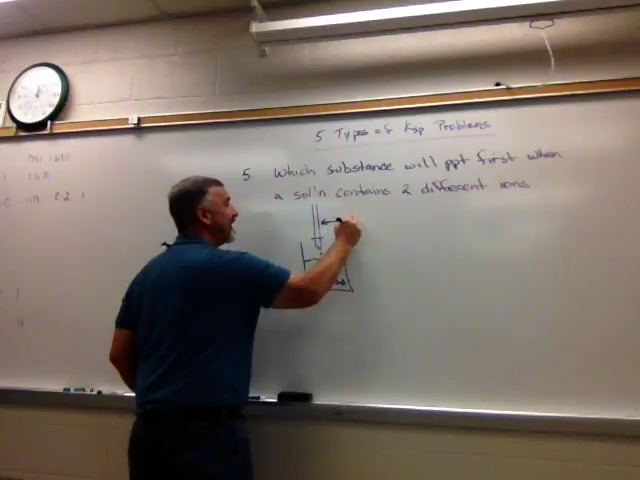 5 Types of Ksp Problems
5. Which substance will ppt first when
a sol'n contains 2 different ions